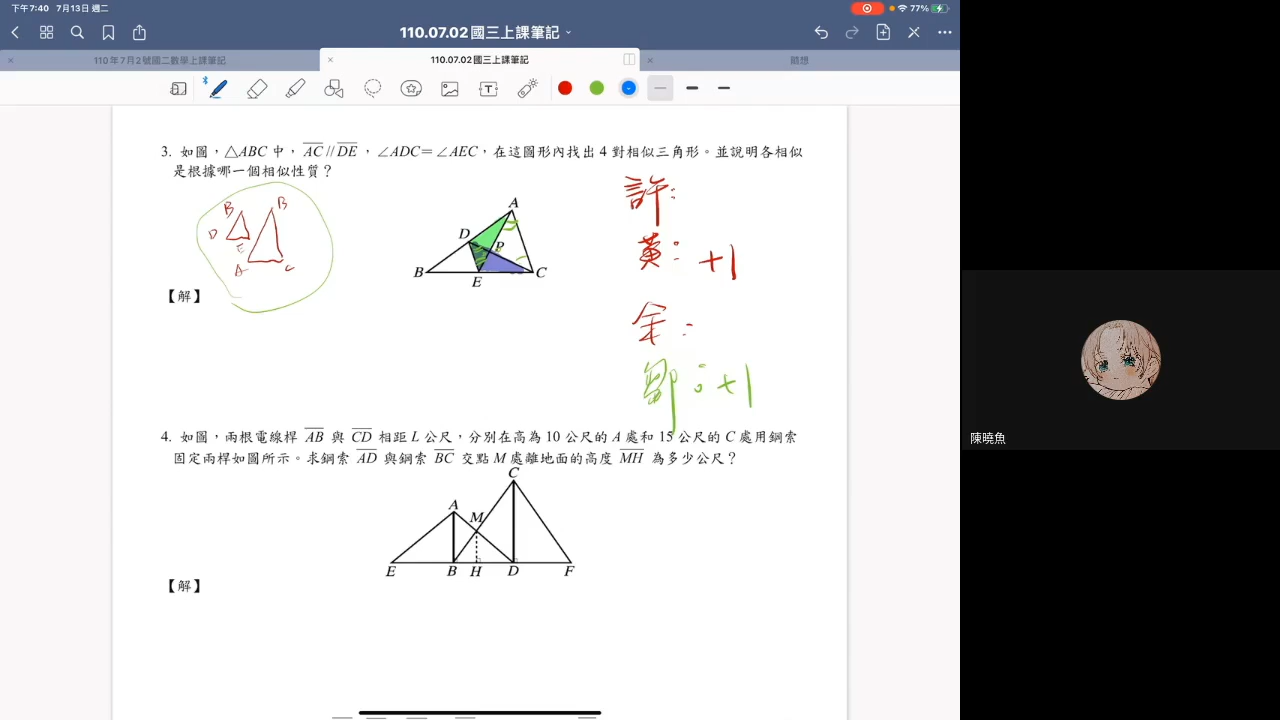 下午7:40 7月13日 週二
77%
110.07.02國三上課筆記
110年7月2號國二數學上課筆記
110.07.02國三上課筆記
隨想
3. 如圖，△ABC 中，AC // DE，∠ADC＝∠AEC，在這圖形內找出 4 對相似三角形。並說明各相似
是根據哪一個相似性質？
B
D
E
B
A
C
A
D
P
B
E
C
許:
黃: +1
余:
鄒: +1
【解】
4. 如圖，兩根電線桿 AB 與 CD 相距 L 公尺，分別在高為 10 公尺的 A 處和 15 公尺的 C 處用鋼索
固定兩桿如圖所示。求鋼索 AD 與鋼索 BC 交點 M 處離地面的高度 MH 為多少公尺？
C
A
M
E B H D F
【解】
陳曉魚